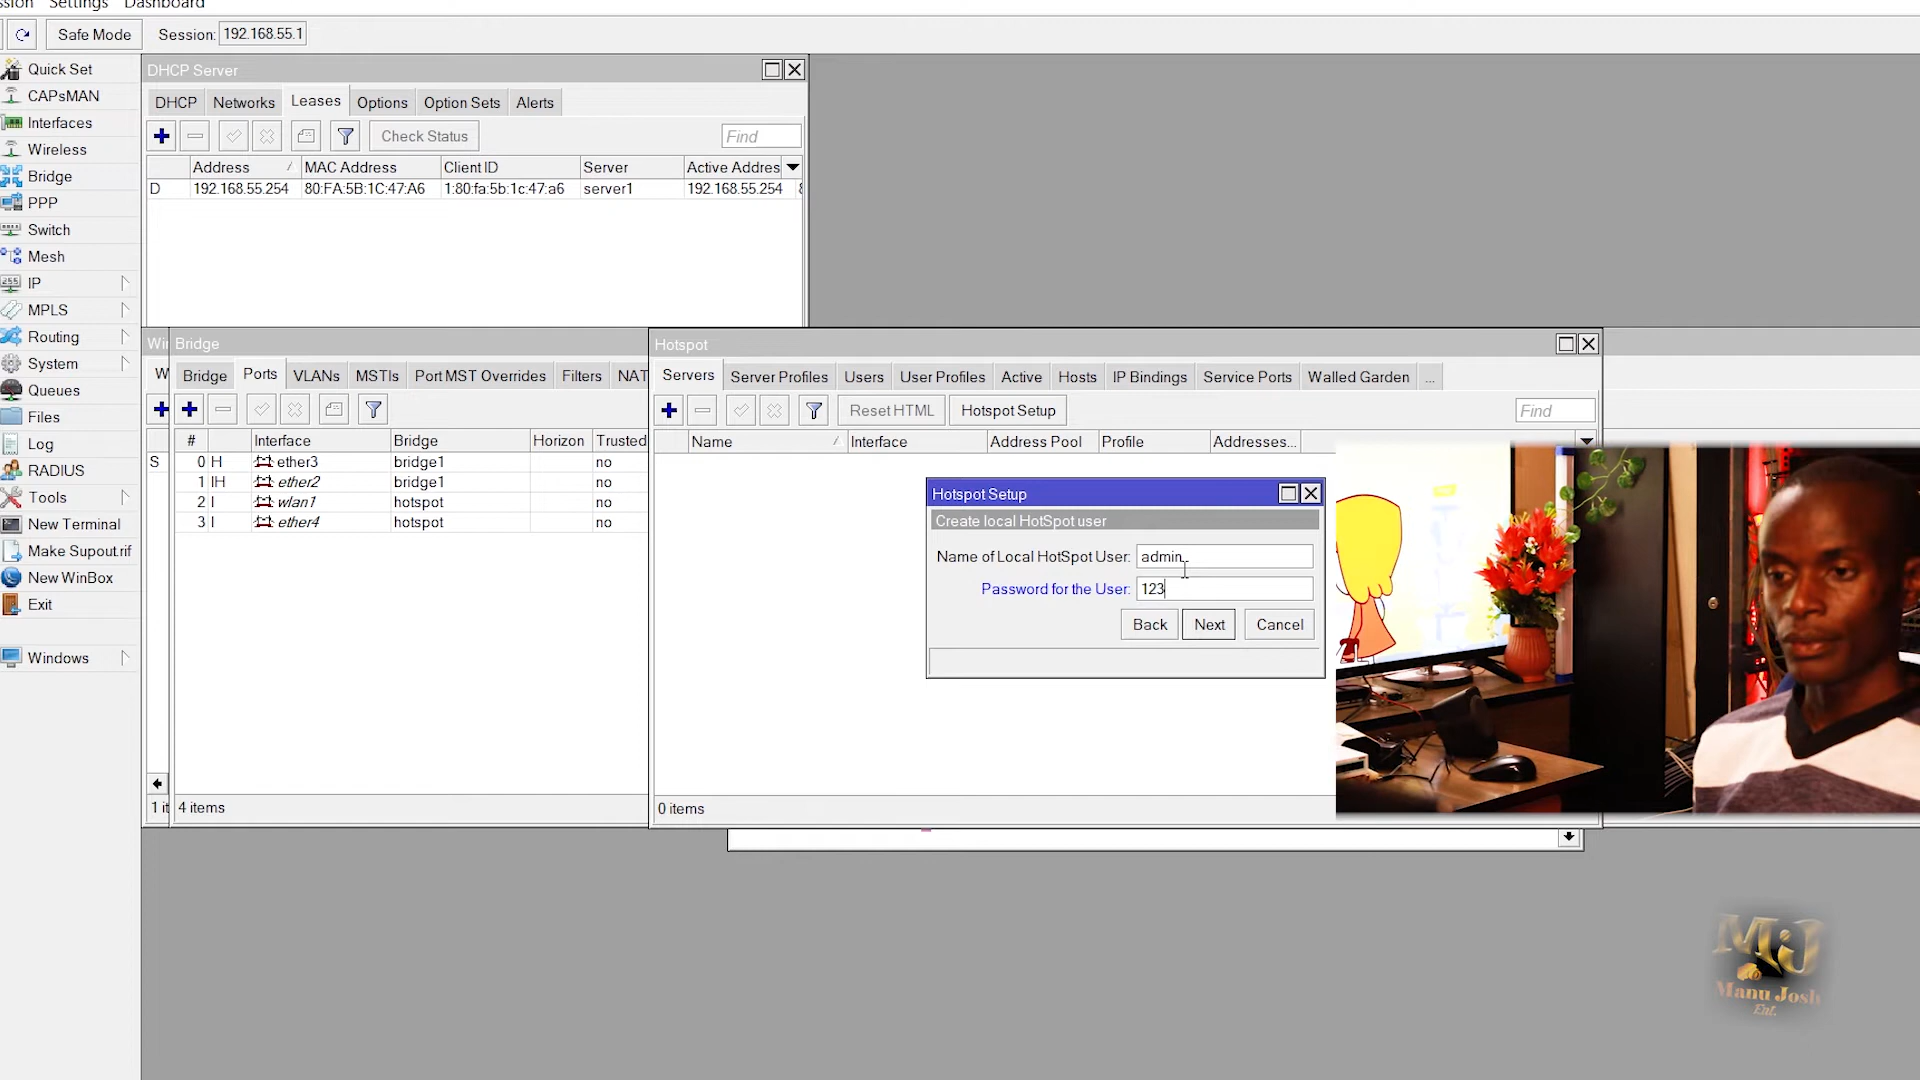 Settings Dashboard
Safe Mode Session: 192.168.55.1
Quick Set
CAPsMAN
Interfaces
Wireless
Bridge
PPP
Switch
Mesh
IP
MPLS
Routing
System
Queues
Files
Log
RADIUS
Tools
New Terminal
Make Supout.rif
New WinBox
Exit
Windows
DHCP Server
DHCP Networks Leases Options Option Sets Alerts
Check Status Find
Address MAC Address Client ID Server Active Addres
D 192.168.55.254 80:FA:5B:1C:47:A6 1:80:fa:5b:1c:47:a6 server1 192.168.55.254
Bridge
Bridge Ports VLANs MSTIs Port MST Overrides Filters NAT
# Interface Bridge Horizon Trusted
S
0 H ether3 bridge1 no
1 IH ether2 bridge1 no
2 I wlan1 hotspot no
3 I ether4 hotspot no
4 items
Hotspot
Servers Server Profiles Users User Profiles Active Hosts IP Bindings Service Ports Walled Garden ...
Reset HTML Hotspot Setup Find
Name Interface Address Pool Profile Addresses...
0 items
Hotspot Setup
Create local HotSpot user
Name of Local HotSpot User: admin
Password for the User: 123
Back Next Cancel
MJ
Manu Josh
Ent.